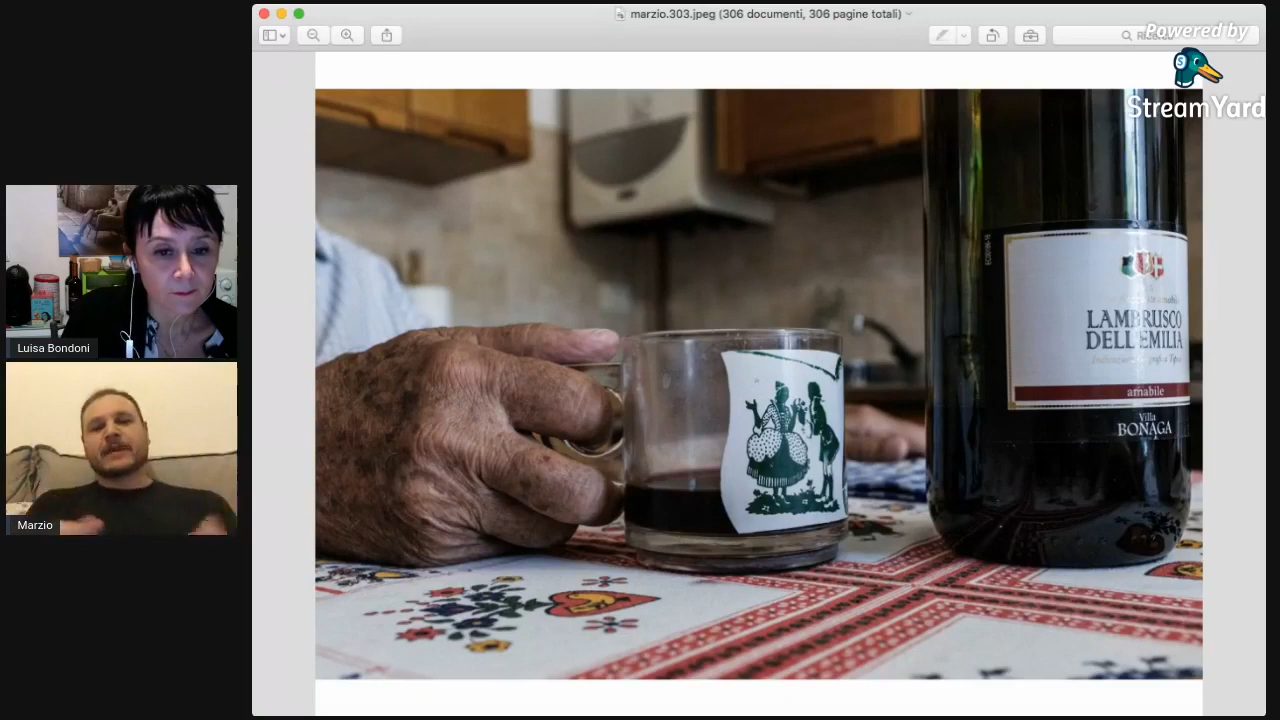 marzio.303.jpeg (306 documenti, 306 pagine totali)
Powered by
StreamYard
Luisa Bondoni
Marzio
LAMBRUSCO
DELL'EMILIA
amabile
Villa
BONAGA